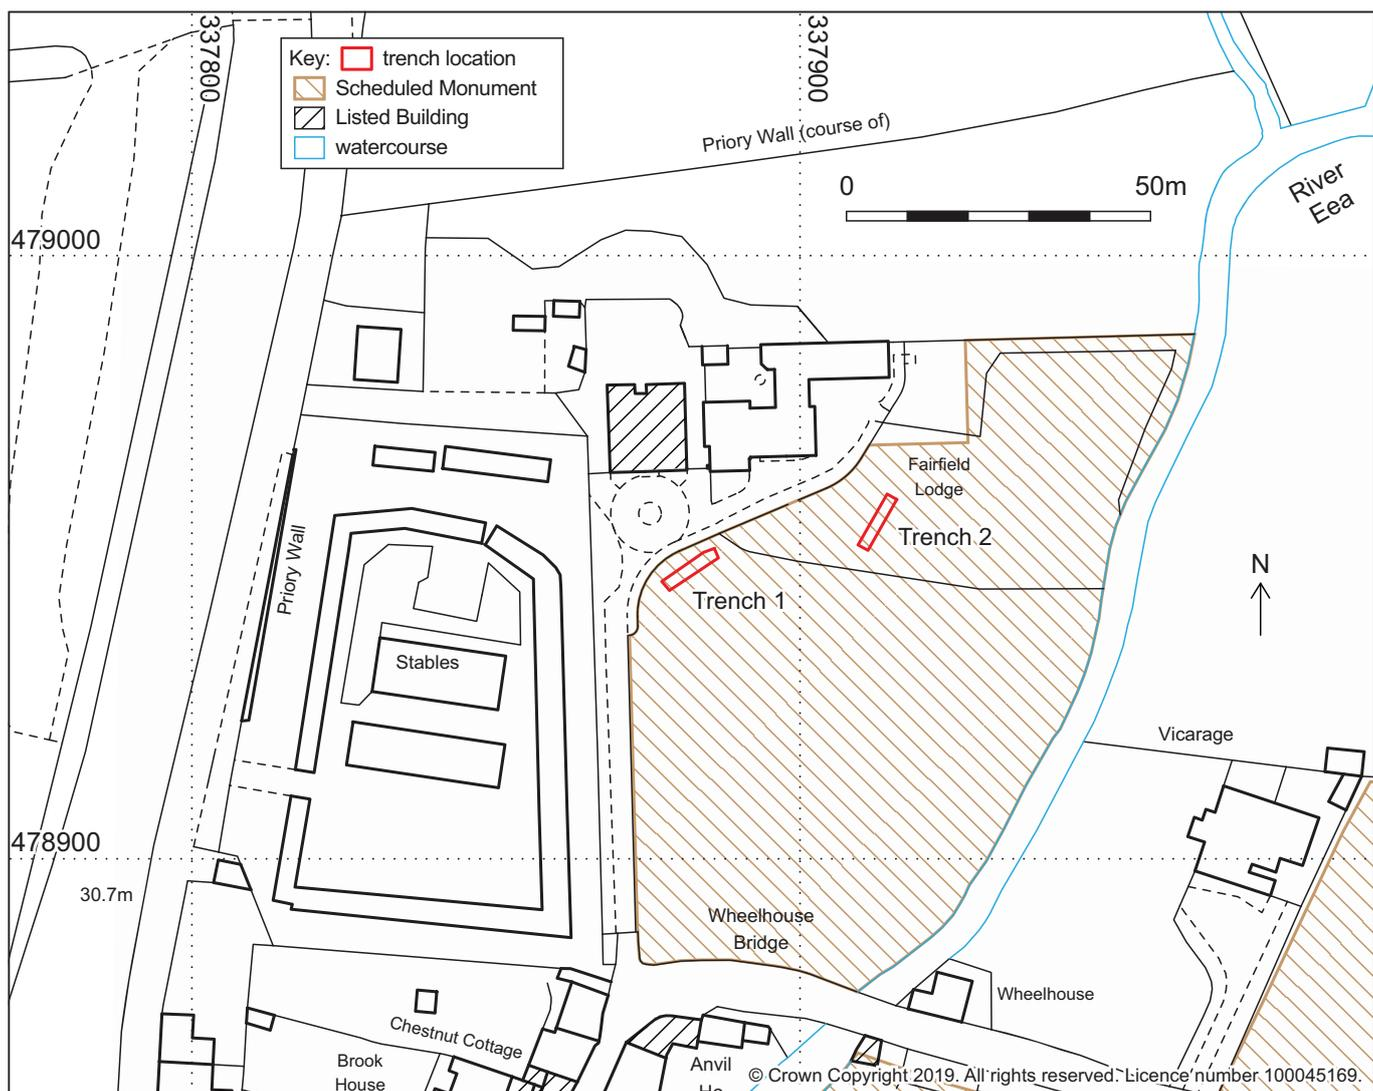 337800
337900
Key: trench location
Scheduled Monument
Listed Building
watercourse
Priory Wall (course of)
0 50m
River
Eea
479000
Fairfield
Lodge
Trench 2
Priory Wall
N
Trench 1
Stables
Vicarage
478900
30.7m
Wheelhouse
Bridge
Wheelhouse
Chestnut Cottage
Brook
House
Anvil
Ho
© Crown Copyright 2019. All rights reserved. Licence number 100045169.